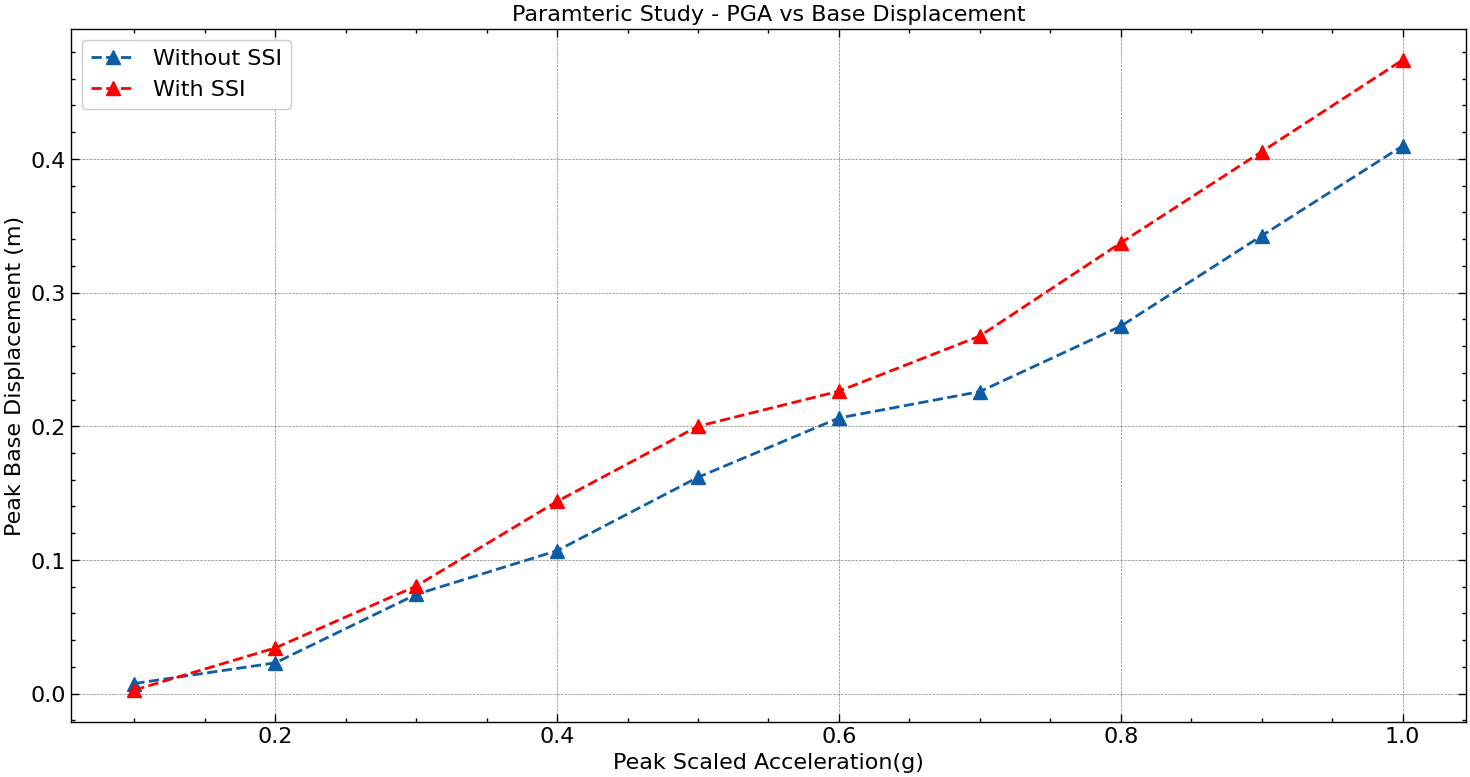 Paramteric Study - PGA vs Base Displacement
Without SSI
With SSI
Peak Base Displacement (m)
0.4
0.3
0.2
0.1
0.0
0.2
0.4
0.6
0.8
1.0
Peak Scaled Acceleration(g)